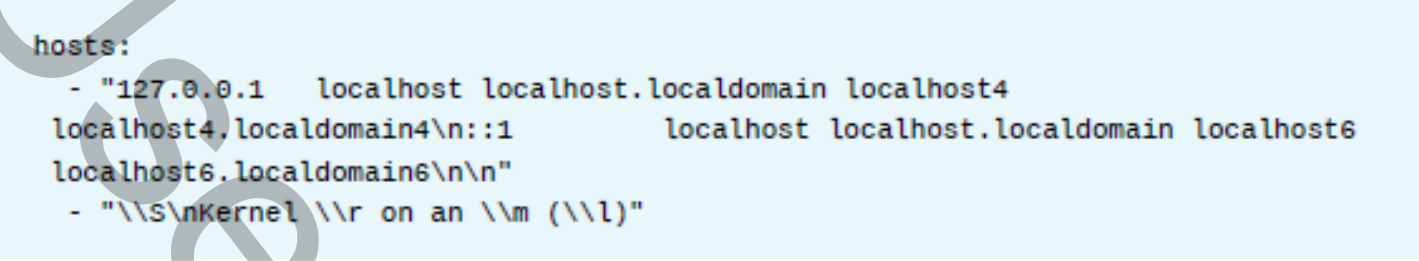 hosts:
  - "127.0.0.1   localhost localhost.localdomain localhost4
 localhost4.localdomain4\n::1         localhost localhost.localdomain localhost6
 localhost6.localdomain6\n\n"
  - "\\S\nKernel \\r on an \\m (\\l)"